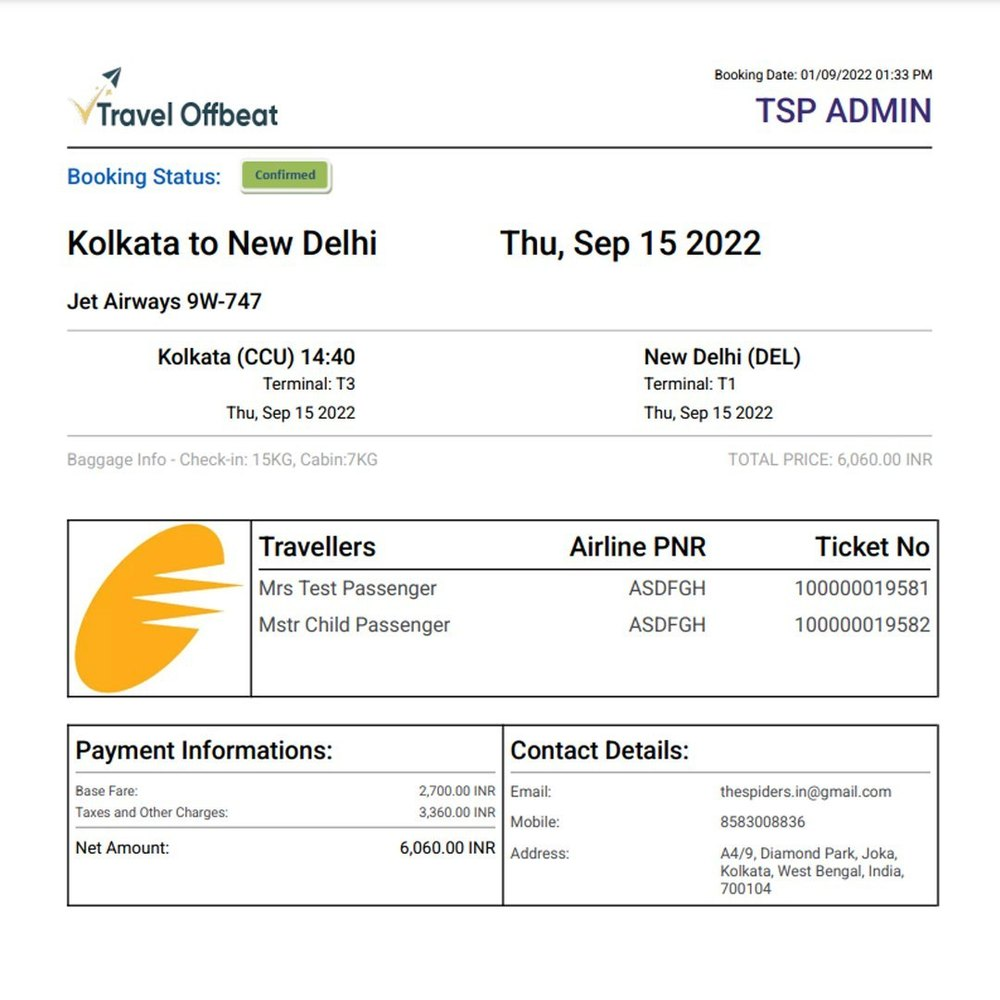 Booking Date: 01/09/2022 01:33 PM
Travel Offbeat
TSP ADMIN
Booking Status: Confirmed
Kolkata to New Delhi Thu, Sep 15 2022
Jet Airways 9W-747
Kolkata (CCU) 14:40 New Delhi (DEL)
Terminal: T3 Terminal: T1
Thu, Sep 15 2022 Thu, Sep 15 2022
Baggage Info - Check-in: 15KG, Cabin:7KG TOTAL PRICE: 6,060.00 INR
Travellers Airline PNR Ticket No
Mrs Test Passenger ASDFGH 100000019581
Mstr Child Passenger ASDFGH 100000019582
Payment Informations:
Base Fare: 2,700.00 INR
Taxes and Other Charges: 3,360.00 INR
Net Amount: 6,060.00 INR
Contact Details:
Email: thespiders.in@gmail.com
Mobile: 8583008836
Address: A4/9, Diamond Park, Joka,
Kolkata, West Bengal, India,
700104